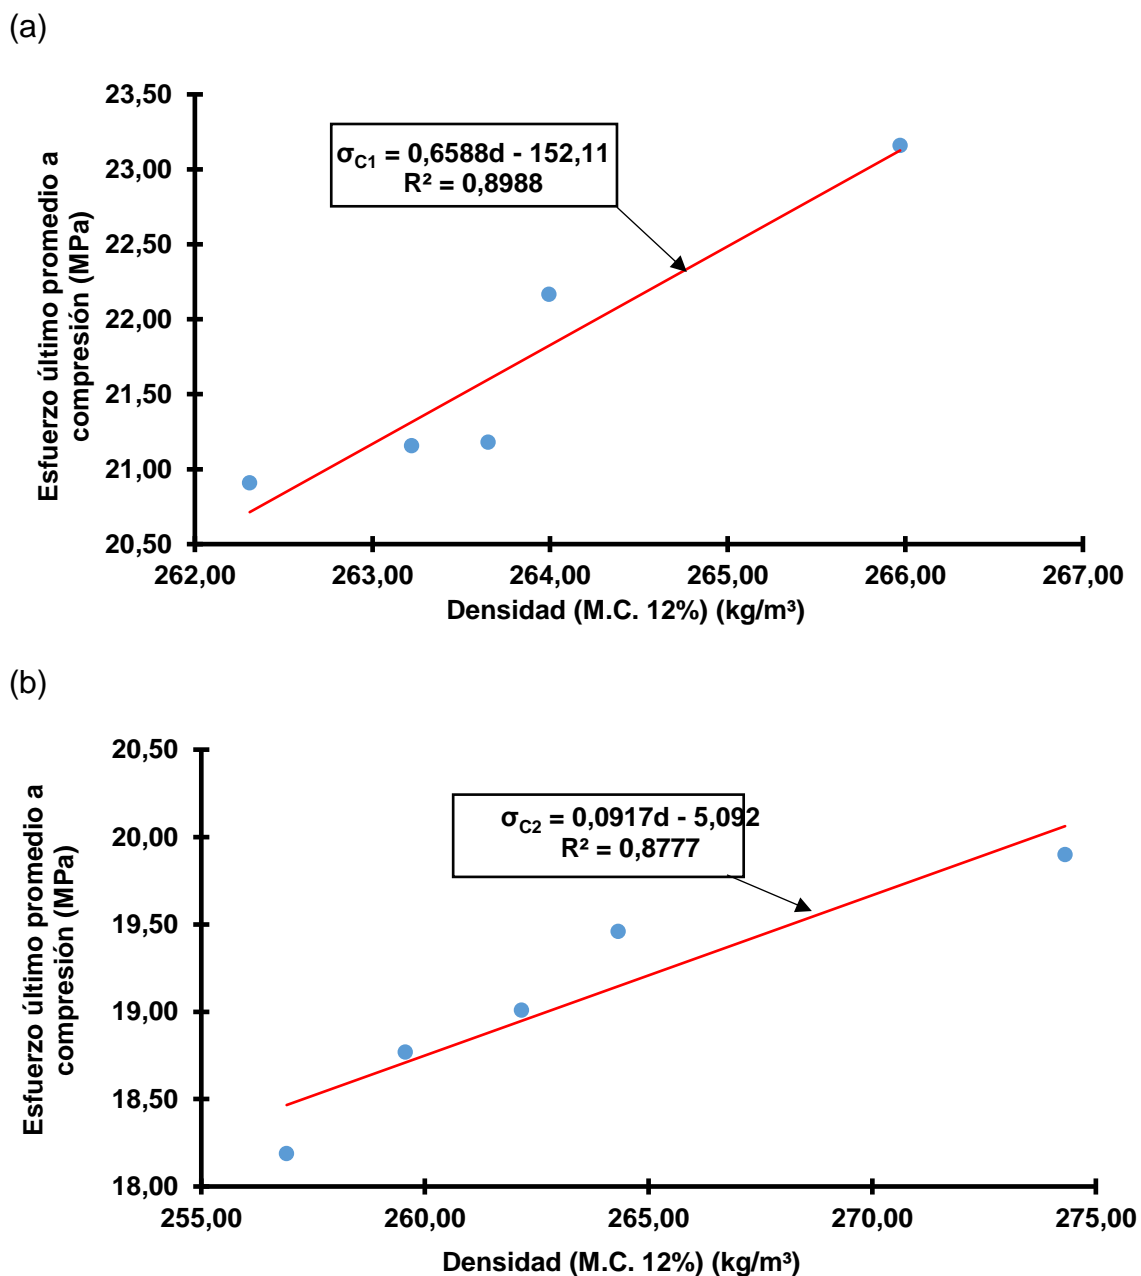 (a)
23,50
23,00
22,50
22,00
21,50
21,00
20,50
Esfuerzo último promedio a
compresión (MPa)
σC1 = 0,6588d - 152,11
R² = 0,8988
262,00 263,00 264,00 265,00 266,00 267,00
Densidad (M.C. 12%) (kg/m³)
(b)
20,50
20,00
19,50
19,00
18,50
18,00
Esfuerzo último promedio a
compresión (MPa)
σC2 = 0,0917d - 5,092
R² = 0,8777
255,00 260,00 265,00 270,00 275,00
Densidad (M.C. 12%) (kg/m³)